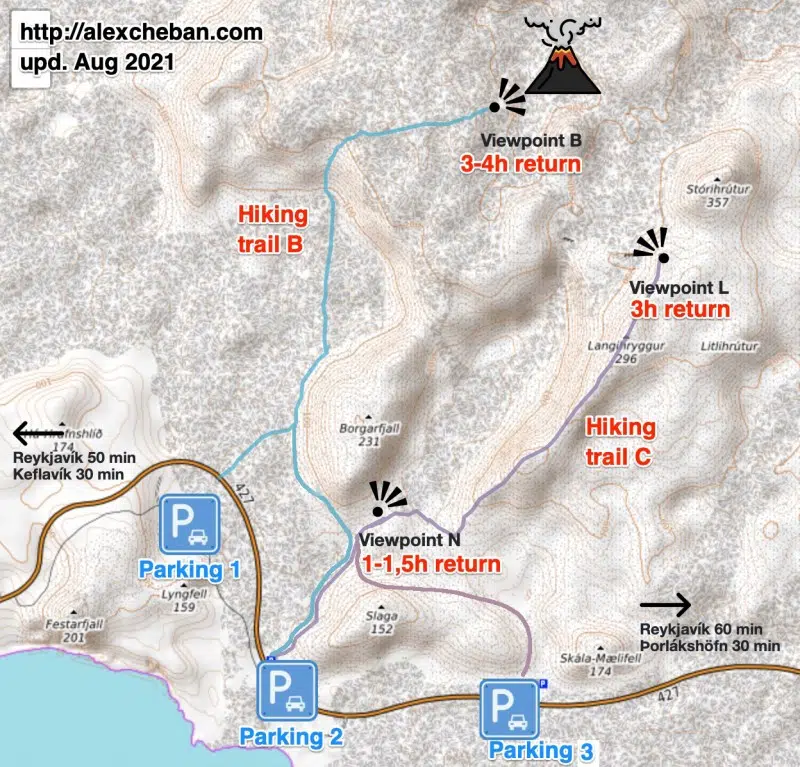 http://alexcheban.com
upd. Aug 2021
Viewpoint B
3-4h return
Stórihrútur
357
Hiking
trail B
Viewpoint L
3h return
Langihryggur
296
Litlihrútur
100
174
Reykjavík 50 min
Keflavík 30 min
Borgarfjall
231
Hiking
trail C
427
P
Parking 1
Viewpoint N
1-1,5h return
Lyngfell
159
Festarfjall
201
Slaga
152
Reykjavík 60 min
Þorlákshöfn 30 min
Skála-Mælifell
174
427
P
Parking 2
P
P
Parking 3